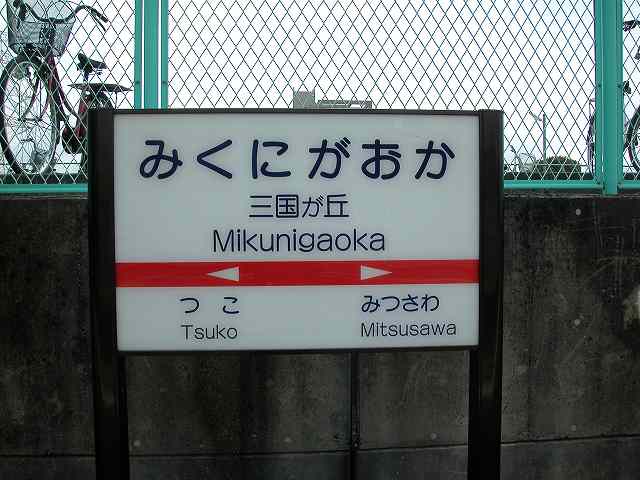 みくにがおか
三国が丘
Mikunigaoka
つこ みつさわ
Tsuko Mitsusawa